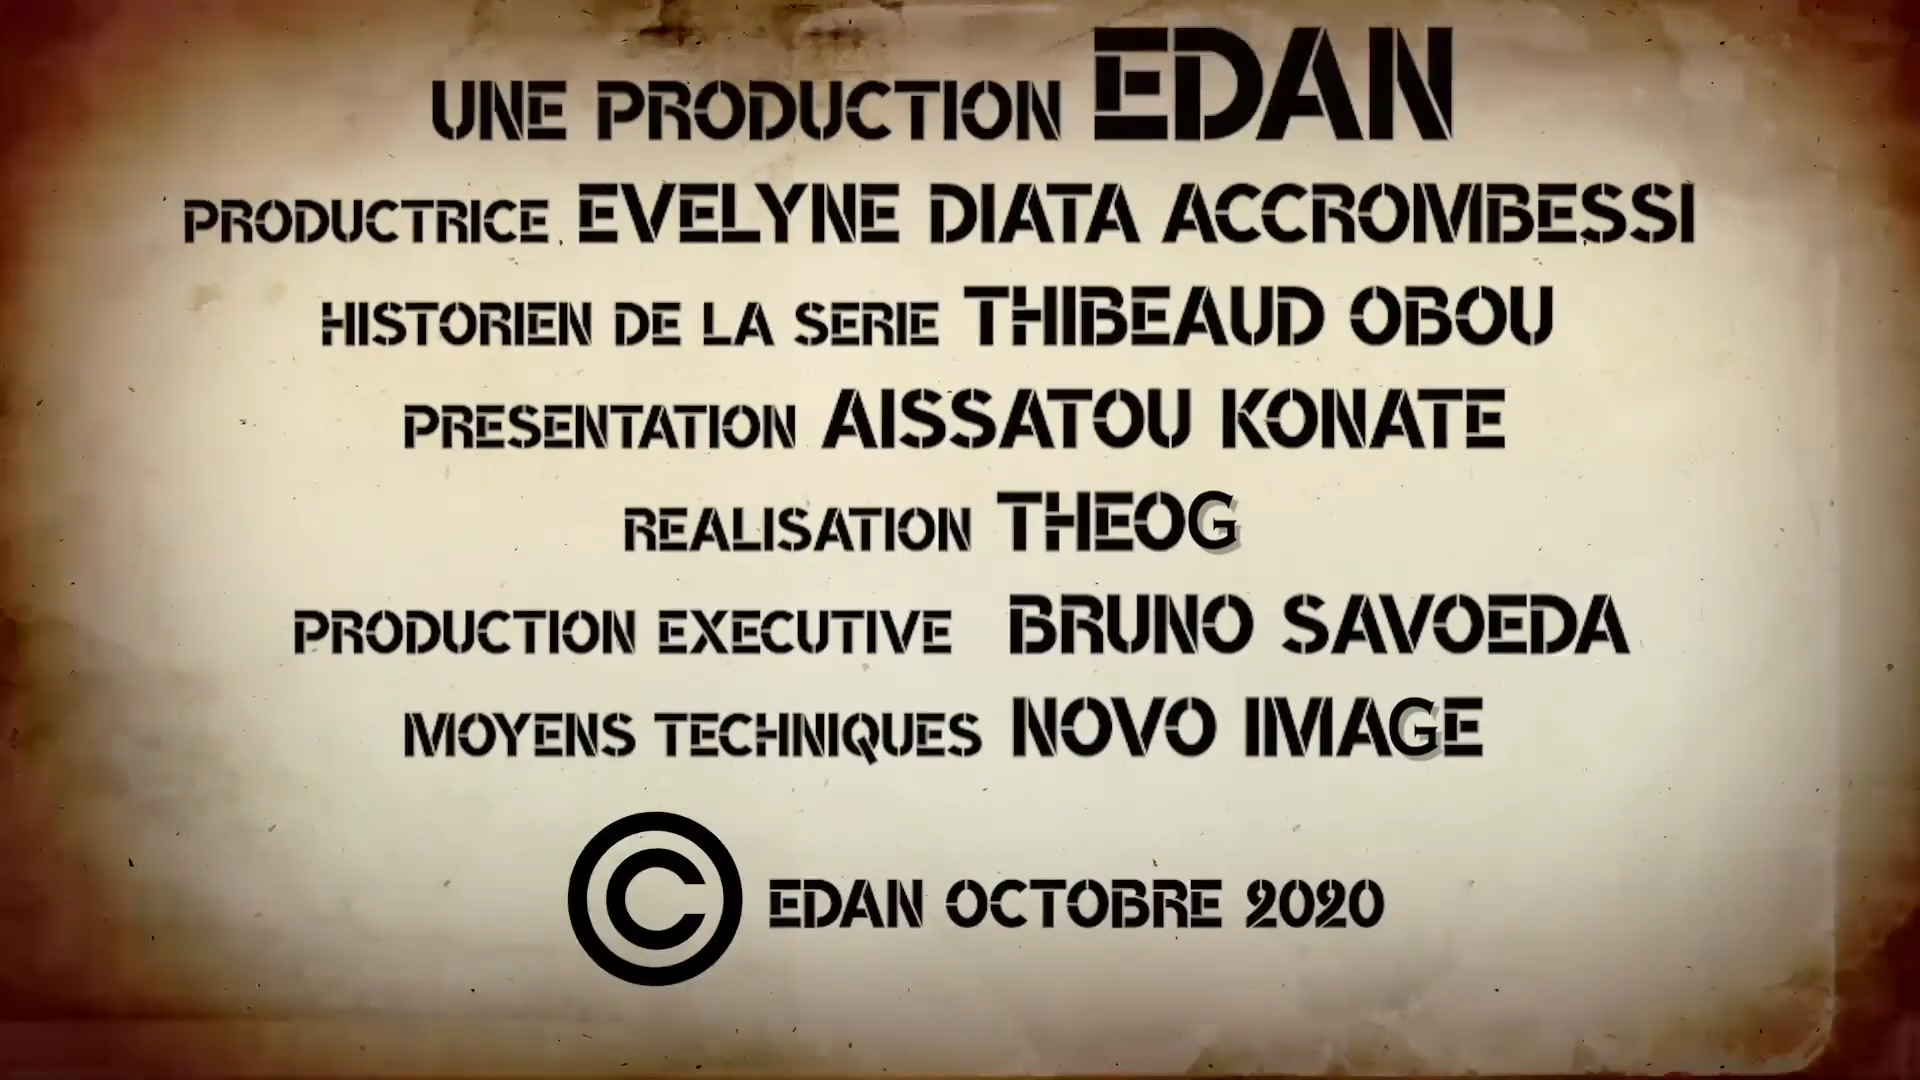 UNE PRODUCTION EDAN
PRODUCTRICE EVELYNE DIATA ACCROMBESSI
HISTORIEN DE LA SERIE THIBEAUD OBOU
PRESENTATION AISSATOU KONATE
REALISATION THEOG
PRODUCTION EXECUTIVE BRUNO SAVOEDA
MOYENS TECHNIQUES NOVO IMAGE
© EDAN OCTOBRE 2020